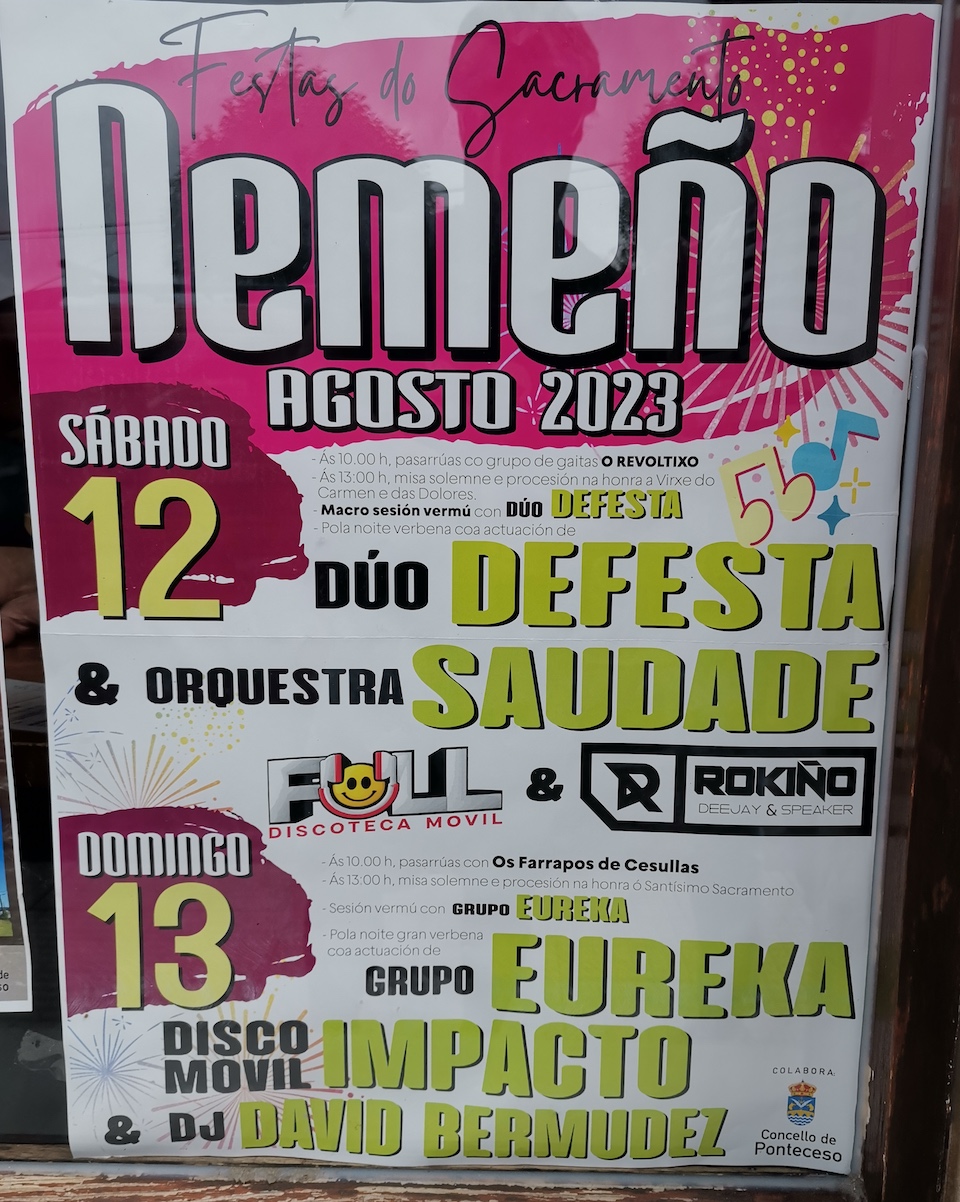 Festas do Sacramento
Nemeño
AGOSTO 2023
SÁBADO
12
- Ás 10.00 h, pasarrúas co grupo de gaitas O REVOLTIXO
- Ás 13:00 h, misa solemne e procesión na honra a Virxe do
Carmen e das Dolores.
- Macro sesión vermú con DÚO DEFESTA
- Pola noite verbena coa actuación de
DÚO DEFESTA
& ORQUESTRA SAUDADE
FULL
DISCOTECA MOVIL
& R ROKIÑO
DEEJAY & SPEAKER
DOMINGO
13
- Ás 10.00 h, pasarrúas con Os Farrapos de Cesullas
- Ás 13:00 h, misa solemne e procesión na honra ó Santísimo Sacramento
- Sesión vermú con GRUPO EUREKA
- Pola noite gran verbena
coa actuación de
GRUPO EUREKA
DISCO
MOVIL IMPACTO
& DJ DAVID BERMUDEZ
COLABORA:
Concello de
Ponteceso